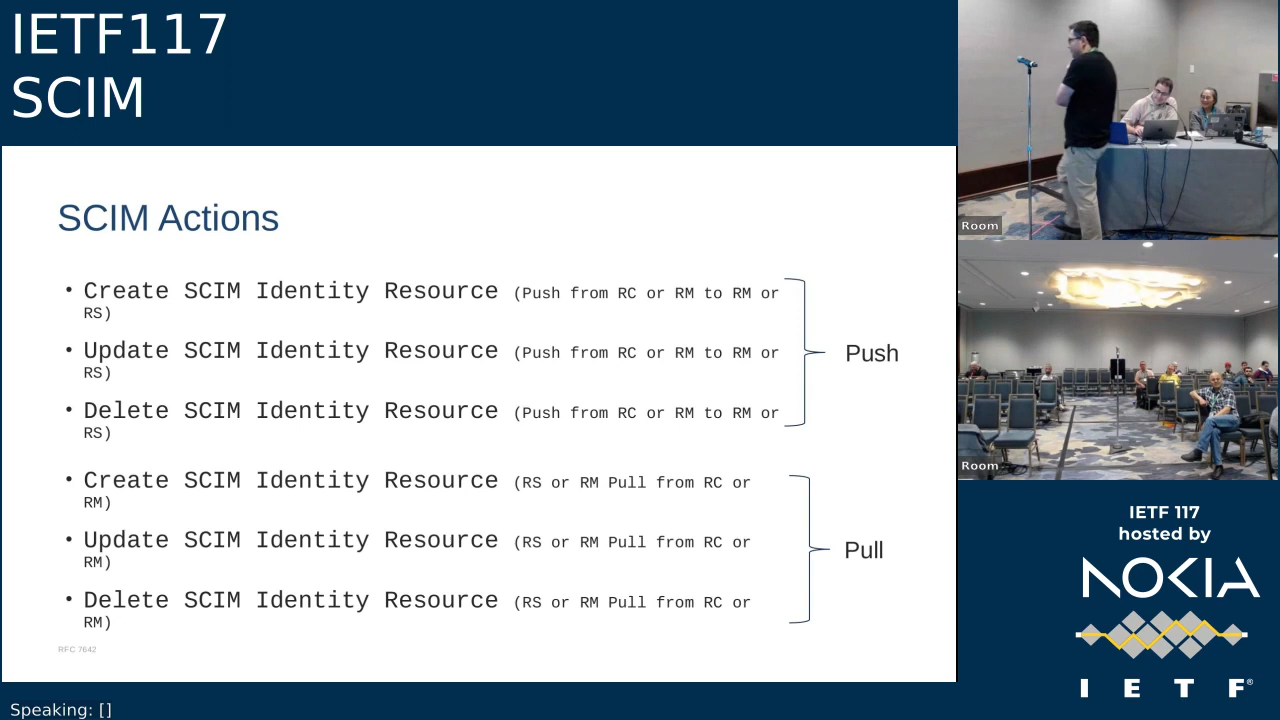 IETF117
SCIM
SCIM Actions
• Create SCIM Identity Resource (Push from RC or RM to RM or
RS)
• Update SCIM Identity Resource (Push from RC or RM to RM or
RS)
• Delete SCIM Identity Resource (Push from RC or RM to RM or
RS)
Push
• Create SCIM Identity Resource (RS or RM Pull from RC or
RM)
• Update SCIM Identity Resource (RS or RM Pull from RC or
RM)
• Delete SCIM Identity Resource (RS or RM Pull from RC or
RM)
Pull
RFC 7642
Speaking: []
Room
Room
IETF 117
hosted by
NOKIA
I E T F®